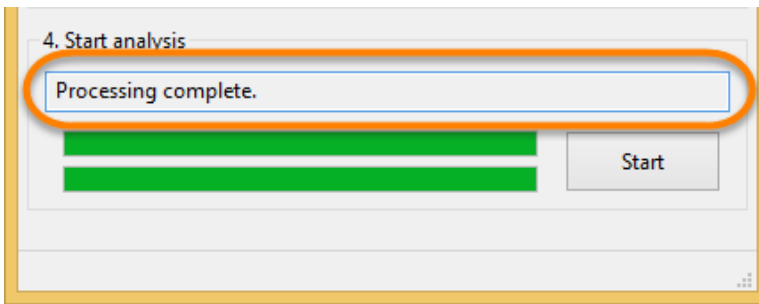 4. Start analysis
Processing complete.
Start